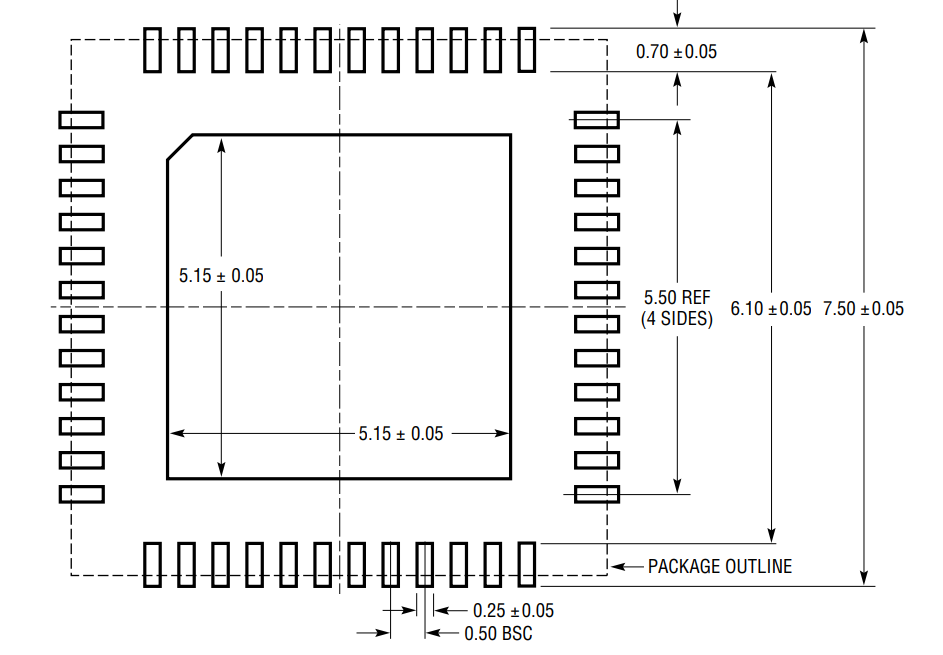 0.70 ±0.05
5.15 ± 0.05
5.50 REF
(4 SIDES)
6.10 ±0.05
7.50 ±0.05
5.15 ± 0.05
PACKAGE OUTLINE
0.25 ±0.05
0.50 BSC